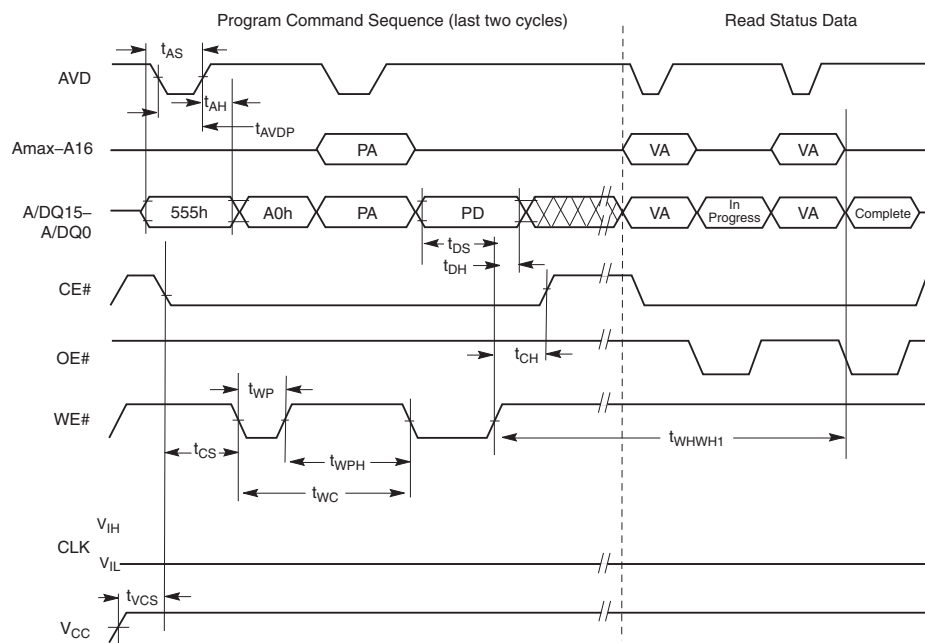 Program Command Sequence (last two cycles)
Read Status Data
tAS
AVD
tAH
tAVDP
Amax–A16
PA
VA
VA
A/DQ15–
A/DQ0
555h
A0h
PA
PD
VA
In
Progress
VA
Complete
tDS
tDH
CE#
OE#
tCH
tWP
WE#
tCS
tWPH
tWHWH1
tWC
VIH
CLK
VIL
tVCS
VCC